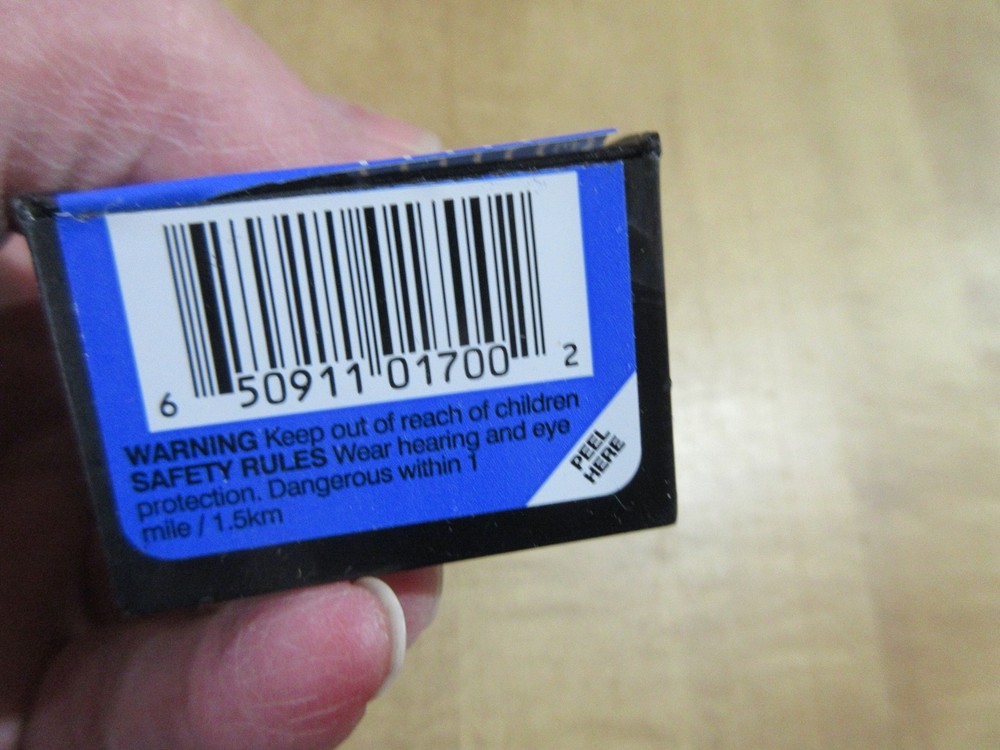 6 50911 01700 2
WARNING Keep out of reach of children
SAFETY RULES Wear hearing and eye
protection. Dangerous within 1
mile / 1.5km
PEEL
HERE